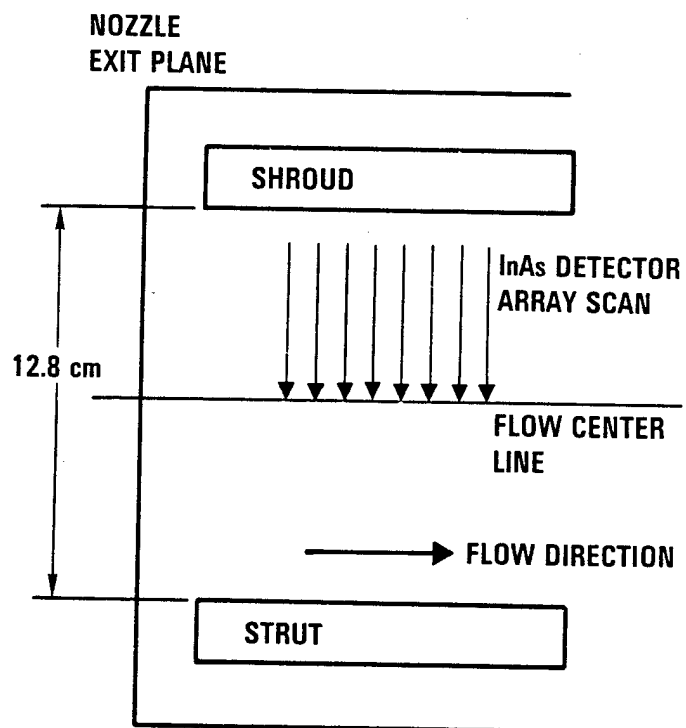 NOZZLE
EXIT PLANE
SHROUD
InAs DETECTOR
ARRAY SCAN
12.8 cm
FLOW CENTER
LINE
FLOW DIRECTION
STRUT